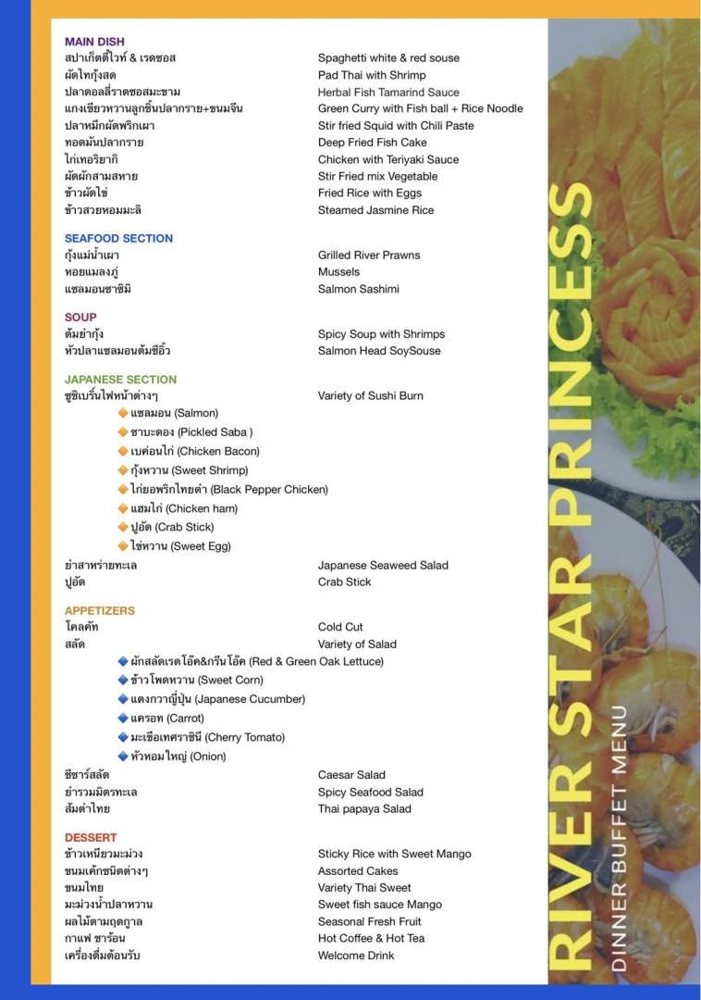 MAIN DISH
สปาเก็ตตี้ไวท์ & เรดซอส Spaghetti white & red souse
ผัดไทกุ้งสด Pad Thai with Shrimp
ปลาดอลลี่ราดซอสมะขาม Herbal Fish Tamarind Sauce
แกงเขียวหวานลูกชิ้นปลากราย+ขนมจีน Green Curry with Fish ball + Rice Noodle
ปลาหมึกผัดพริกเผา Stir fried Squid with Chili Paste
ทอดมันปลากราย Deep Fried Fish Cake
ไก่เทอริยากิ Chicken with Teriyaki Sauce
ผัดผักสามสหาย Stir Fried mix Vegetable
ข้าวผัดไข่ Fried Rice with Eggs
ข้าวสวยหอมมะลิ Steamed Jasmine Rice
SEAFOOD SECTION
กุ้งแม่น้ำเผา Grilled River Prawns
หอยแมลงภู่ Mussels
แซลมอนซาซิมิ Salmon Sashimi
SOUP
ต้มยำกุ้ง Spicy Soup with Shrimps
หัวปลาแซลมอนต้มซีอิ้ว Salmon Head SoySouse
JAPANESE SECTION
ซูชิเบริ์นไฟหน้าต่างๆ Variety of Sushi Burn
แซลมอน (Salmon)
ซาบะดอง (Pickled Saba )
เบค่อนไก่ (Chicken Bacon)
กุ้งหวาน (Sweet Shrimp)
ไก่ยอพริกไทยดำ (Black Pepper Chicken)
แฮมไก่ (Chicken ham)
ปูอัด (Crab Stick)
ไข่หวาน (Sweet Egg)
ยำสาหร่ายทะเล Japanese Seaweed Salad
ปูอัด Crab Stick
APPETIZERS
โคลคัท Cold Cut
สลัด Variety of Salad
ผักสลัดเรดโอ๊ค&กรีนโอ๊ค (Red & Green Oak Lettuce)
ข้าวโพดหวาน (Sweet Corn)
แตงกวาญี่ปุ่น (Japanese Cucumber)
แครอท (Carrot)
มะเขือเทศราชินี (Cherry Tomato)
หัวหอมใหญ่ (Onion)
ซีซาร์สลัด Caesar Salad
ยำรวมมิตรทะเล Spicy Seafood Salad
ส้มตำไทย Thai papaya Salad
DESSERT
ข้าวเหนียวมะม่วง Sticky Rice with Sweet Mango
ขนมเค้กชนิดต่างๆ Assorted Cakes
ขนมไทย Variety Thai Sweet
มะม่วงน้ำปลาหวาน Sweet fish sauce Mango
ผลไม้ตามฤดูกาล Seasonal Fresh Fruit
กาแฟ ชาร้อน Hot Coffee & Hot Tea
เครื่องดื่มต้อนรับ Welcome Drink
RIVER STAR PRINCESS
DINNER BUFFET MENU